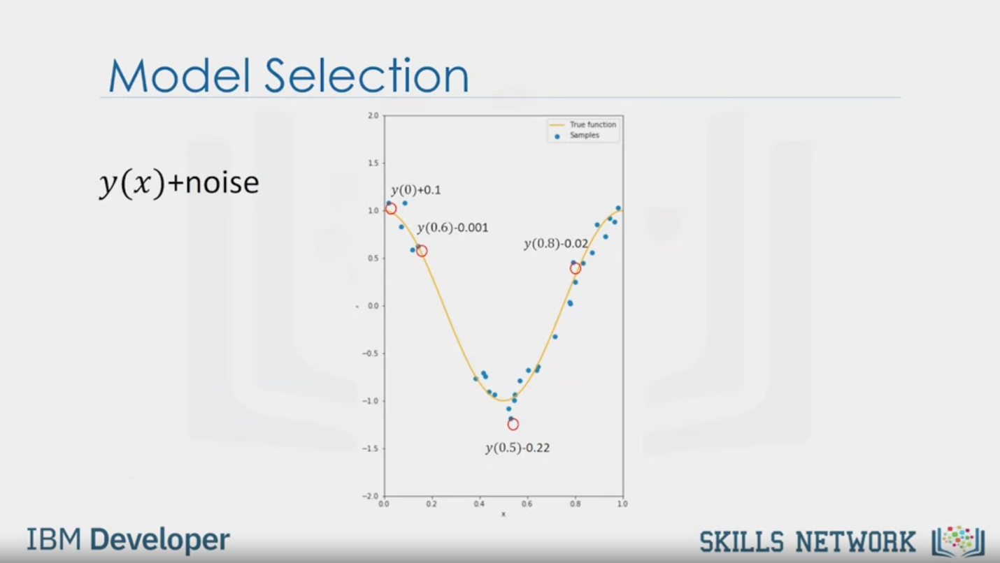 Model Selection
y(x)+noise
2.0
True function
Samples
1.5
y(0)+0.1
1.0
y(0.6)-0.001
y(0.8)-0.02
0.5
0.0
−0.5
−1.0
y(0.5)-0.22
−1.5
−2.0
0.0 0.2 0.4 0.6 0.8 1.0
x
IBM Developer
SKILLS NETWORK